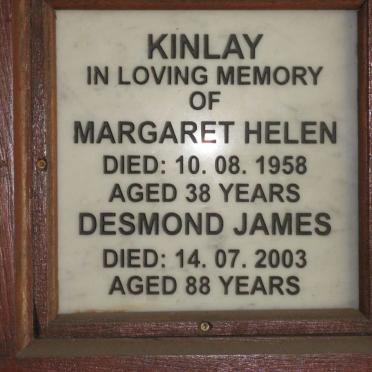 KINLAY
IN LOVING MEMORY
OF
MARGARET HELEN
DIED: 10. 08. 1958
AGED 38 YEARS
DESMOND JAMES
DIED: 14. 07. 2003
AGED 88 YEARS